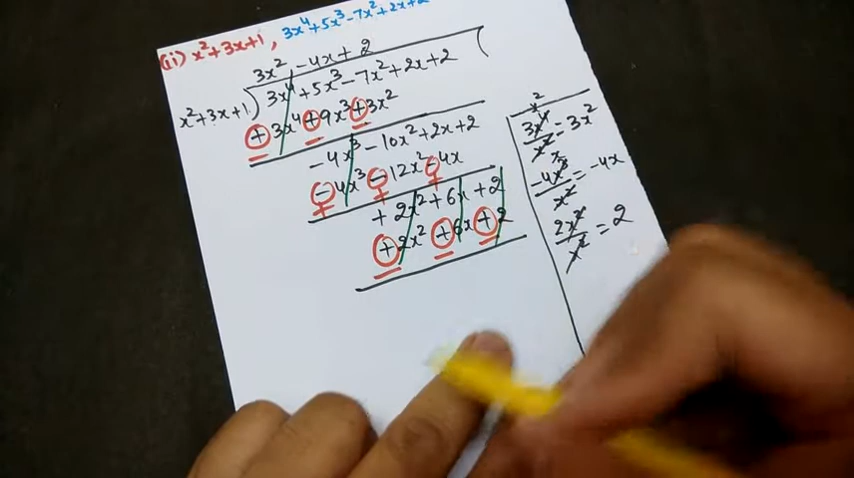 (ii) x²+3x+1, 3x⁴+5x³-7x²+2x+2
3x² -4x + 2
x²+3x+1) 3x⁴+5x³-7x²+2x+2
+3x⁴+9x³+3x²
-4x³-10x²+2x+2
-4x³-12x²-4x
+2x²+6x+2
+2x²+6x+2
x²
3x⁴/x² = 3x²
x
-4x³/x² = -4x
2x²/x² = 2